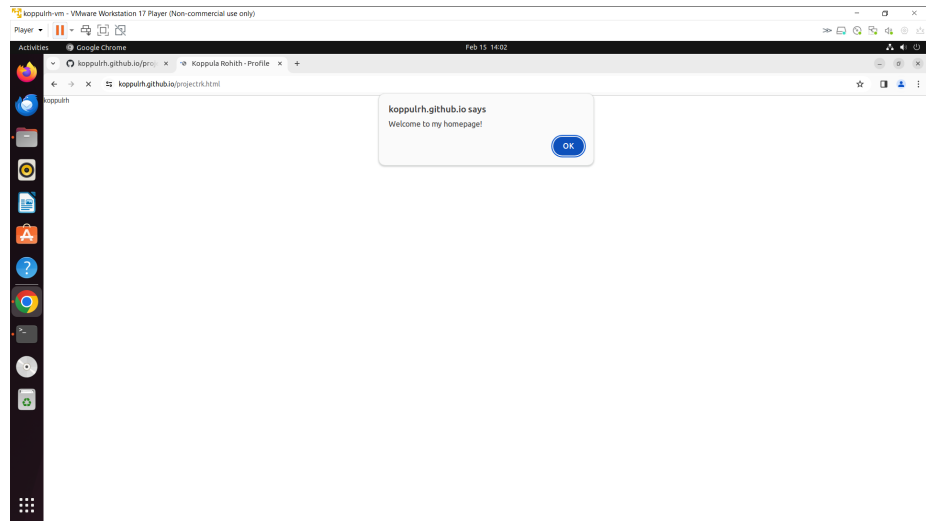 koppulrh-vm - VMware Workstation 17 Player (Non-commercial use only)
Player
Activities Google Chrome Feb 15 14:02
koppulrh.github.io/proj Koppula Rohith - Profile
koppulrh.github.io/projectrk.html
koppulrh
koppulrh.github.io says
Welcome to my homepage!
OK